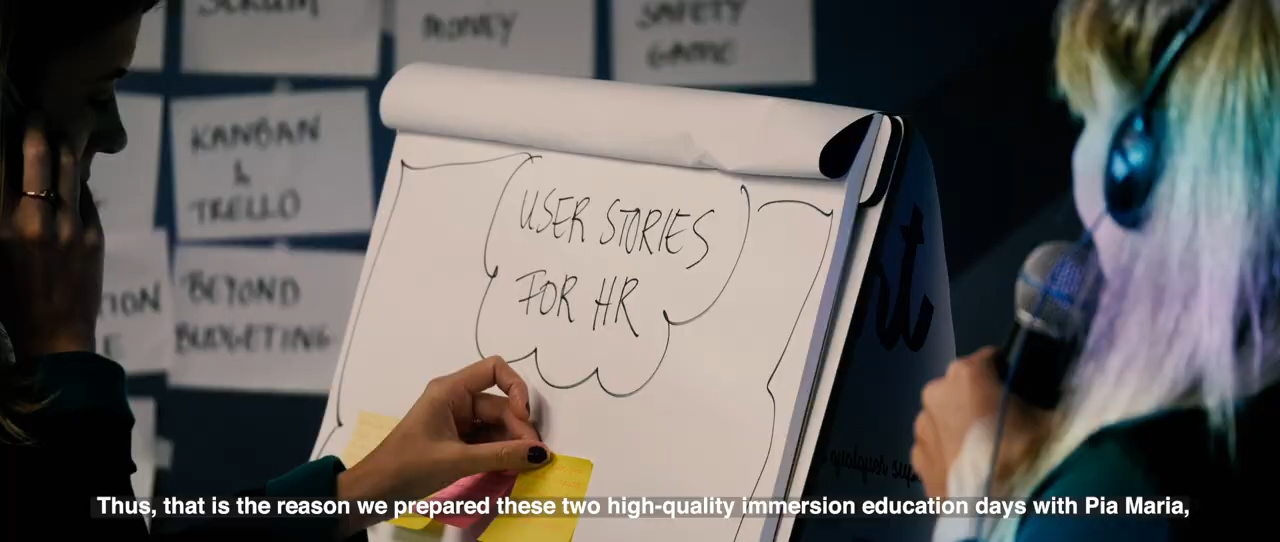 SCRUM
MONEY
SAFETY
GAME
KANBAN
&
TRELLO
BEYOND
BUDGETING
USER STORIES
FOR HR
Thus, that is the reason we prepared these two high-quality immersion education days with Pia Maria,